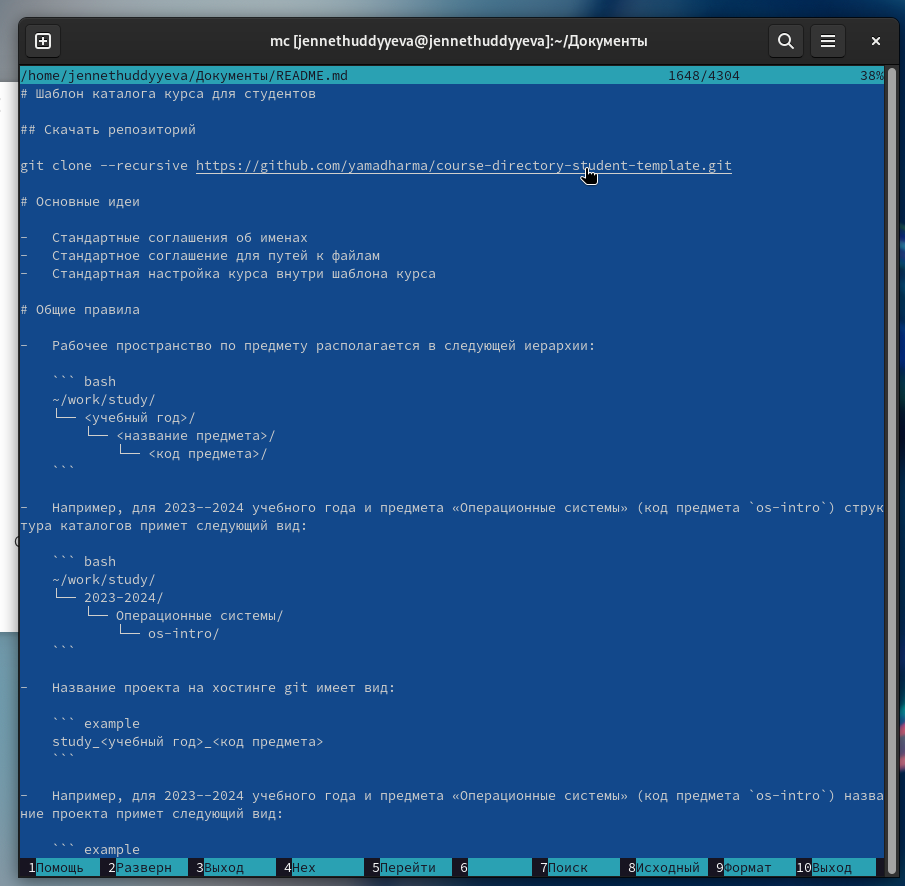 mc [jennethuddyyeva@jennethuddyyeva]:~/Документы
/home/jennethuddyyeva/Документы/README.md 1648/4304 38%
# Шаблон каталога курса для студентов
## Скачать репозиторий
git clone --recursive https://github.com/yamadharma/course-directory-student-template.git
# Основные идеи
-   Стандартные соглашения об именах
-   Стандартное соглашение для путей к файлам
-   Стандартная настройка курса внутри шаблона курса
# Общие правила
-   Рабочее пространство по предмету располагается в следующей иерархии:
    ``` bash
    ~/work/study/
    └── <учебный год>/
        └── <название предмета>/
            └── <код предмета>/
    ```
-   Например, для 2023--2024 учебного года и предмета «Операционные системы» (код предмета `os-intro`) струк
тура каталогов примет следующий вид:
    ``` bash
    ~/work/study/
    └── 2023-2024/
        └── Операционные системы/
            └── os-intro/
    ```
-   Название проекта на хостинге git имеет вид:
    ``` example
    study_<учебный год>_<код предмета>
    ```
-   Например, для 2023--2024 учебного года и предмета «Операционные системы» (код предмета `os-intro`) назва
ние проекта примет следующий вид:
    ``` example
1Помощь 2Разверн 3Выход 4Hex 5Перейти 6 7Поиск 8Исходный 9Формат 10Выход